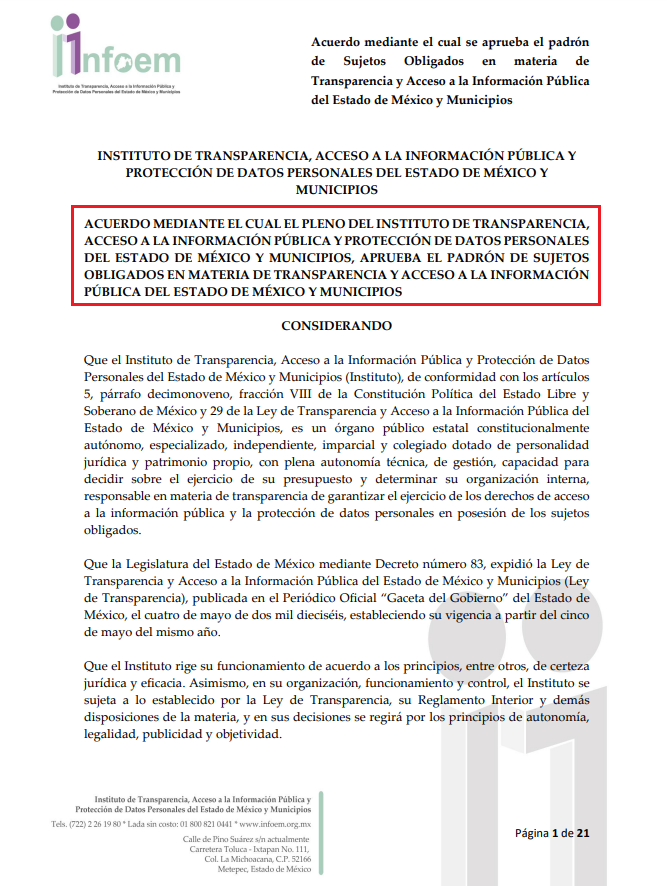 infoem
Instituto de Transparencia, Acceso a la Información Pública y
Protección de Datos Personales del Estado de México y Municipios
Acuerdo mediante el cual se aprueba el padrón
de Sujetos Obligados en materia de
Transparencia y Acceso a la Información Pública
del Estado de México y Municipios
INSTITUTO DE TRANSPARENCIA, ACCESO A LA INFORMACIÓN PÚBLICA Y
PROTECCIÓN DE DATOS PERSONALES DEL ESTADO DE MÉXICO Y
MUNICIPIOS
ACUERDO MEDIANTE EL CUAL EL PLENO DEL INSTITUTO DE TRANSPARENCIA,
ACCESO A LA INFORMACIÓN PÚBLICA Y PROTECCIÓN DE DATOS PERSONALES
DEL ESTADO DE MÉXICO Y MUNICIPIOS, APRUEBA EL PADRÓN DE SUJETOS
OBLIGADOS EN MATERIA DE TRANSPARENCIA Y ACCESO A LA INFORMACIÓN
PÚBLICA DEL ESTADO DE MÉXICO Y MUNICIPIOS
CONSIDERANDO
Que el Instituto de Transparencia, Acceso a la Información Pública y Protección de Datos
Personales del Estado de México y Municipios (Instituto), de conformidad con los artículos
5, párrafo decimonoveno, fracción VIII de la Constitución Política del Estado Libre y
Soberano de México y 29 de la Ley de Transparencia y Acceso a la Información Pública del
Estado de México y Municipios, es un órgano público estatal constitucionalmente
autónomo, especializado, independiente, imparcial y colegiado dotado de personalidad
jurídica y patrimonio propio, con plena autonomía técnica, de gestión, capacidad para
decidir sobre el ejercicio de su presupuesto y determinar su organización interna,
responsable en materia de transparencia de garantizar el ejercicio de los derechos de acceso
a la información pública y la protección de datos personales en posesión de los sujetos
obligados.
Que la Legislatura del Estado de México mediante Decreto número 83, expidió la Ley de
Transparencia y Acceso a la Información Pública del Estado de México y Municipios (Ley
de Transparencia), publicada en el Periódico Oficial “Gaceta del Gobierno” del Estado de
México, el cuatro de mayo de dos mil dieciséis, estableciendo su vigencia a partir del cinco
de mayo del mismo año.
Que el Instituto rige su funcionamiento de acuerdo a los principios, entre otros, de certeza
jurídica y eficacia. Asimismo, en su organización, funcionamiento y control, el Instituto se
sujeta a lo establecido por la Ley de Transparencia, su Reglamento Interior y demás
disposiciones de la materia, y en sus decisiones se regirá por los principios de autonomía,
legalidad, publicidad y objetividad.
Instituto de Transparencia, Acceso a la Información Pública y
Protección de Datos Personales del Estado de México y Municipios
Tels. (722) 2 26 19 80 * Lada sin costo: 01 800 821 0441 * www.infoem.org.mx
Calle de Pino Suárez s/n actualmente
Carretera Toluca - Ixtapan No. 111,
Col. La Michoacana, C.P. 52166
Metepec, Estado de México
Página 1 de 21